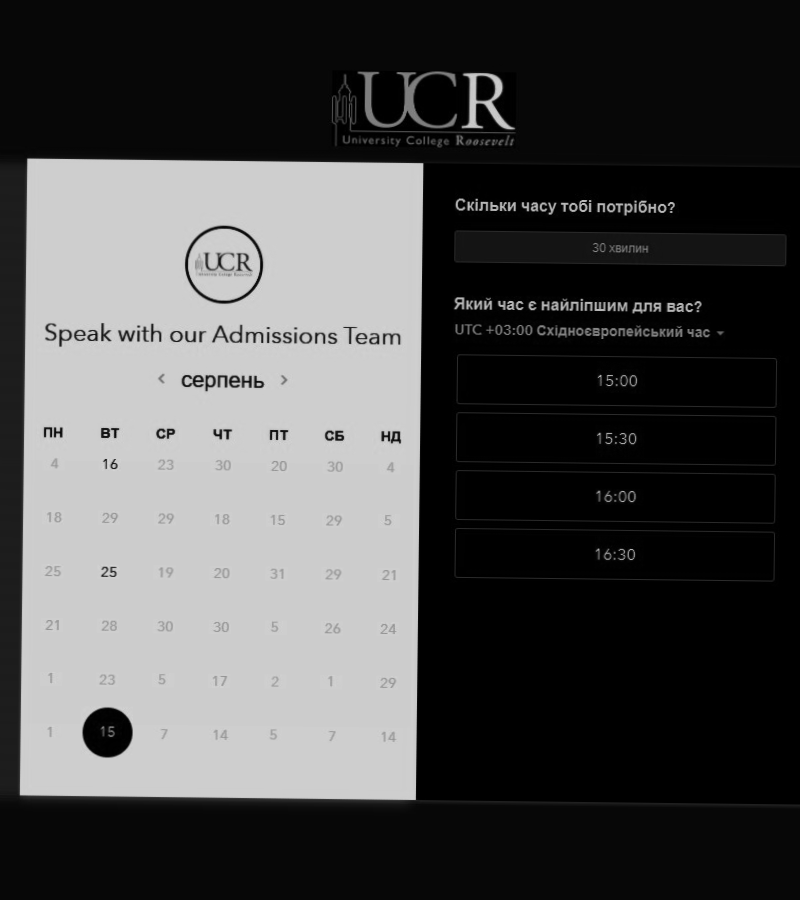 UCR
University College Roosevelt
UCR
University College Roosevelt
Speak with our Admissions Team
серпень
ПН ВТ СР ЧТ ПТ СБ НД
4 16 23 30 20 30 4
18 29 29 18 15 29 5
25 25 19 20 31 29 21
21 28 30 30 5 26 24
1 23 5 17 2 1 29
1 15 7 14 5 7 14
Скільки часу тобі потрібно?
30 хвилин
Який час є найліпшим для вас?
UTC +03:00 Східноєвропейський час
15:00
15:30
16:00
16:30